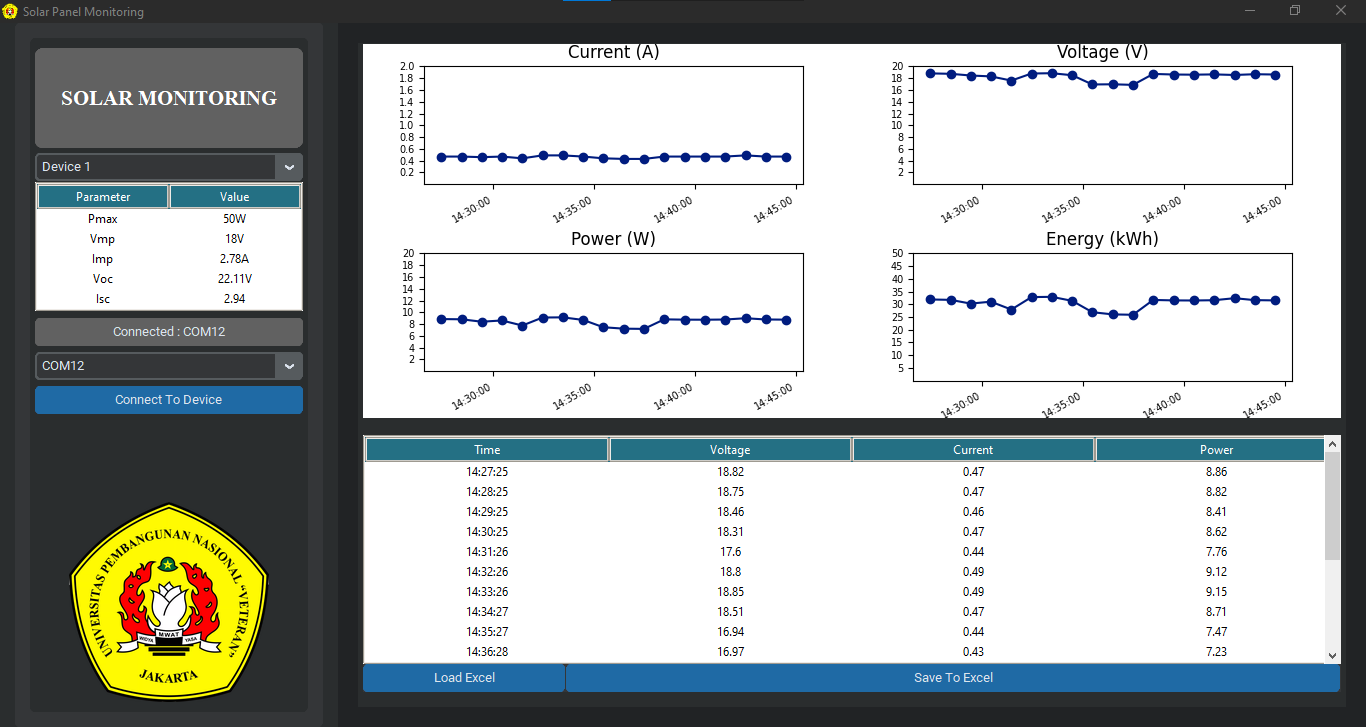 Solar Panel Monitoring
SOLAR MONITORING
Device 1
Parameter Value
Pmax 50W
Vmp 18V
Imp 2.78A
Voc 22.11V
Isc 2.94
Connected : COM12
COM12
Connect To Device
UNIVERSITAS PEMBANGUNAN NASIONAL "VETERAN"
WIDYA MWAT YASA
JAKARTA
Current (A)
2.0
1.8
1.6
1.4
1.2
1.0
0.8
0.6
0.4
0.2
14:30:00 14:35:00 14:40:00 14:45:00
Voltage (V)
20
18
16
14
12
10
8
6
4
2
14:30:00 14:35:00 14:40:00 14:45:00
Power (W)
20
18
16
14
12
10
8
6
4
2
14:30:00 14:35:00 14:40:00 14:45:00
Energy (kWh)
50
45
40
35
30
25
20
15
10
5
14:30:00 14:35:00 14:40:00 14:45:00
Time Voltage Current Power
14:27:25 18.82 0.47 8.86
14:28:25 18.75 0.47 8.82
14:29:25 18.46 0.46 8.41
14:30:25 18.31 0.47 8.62
14:31:26 17.6 0.44 7.76
14:32:26 18.8 0.49 9.12
14:33:26 18.85 0.49 9.15
14:34:27 18.51 0.47 8.71
14:35:27 16.94 0.44 7.47
14:36:28 16.97 0.43 7.23
Load Excel Save To Excel